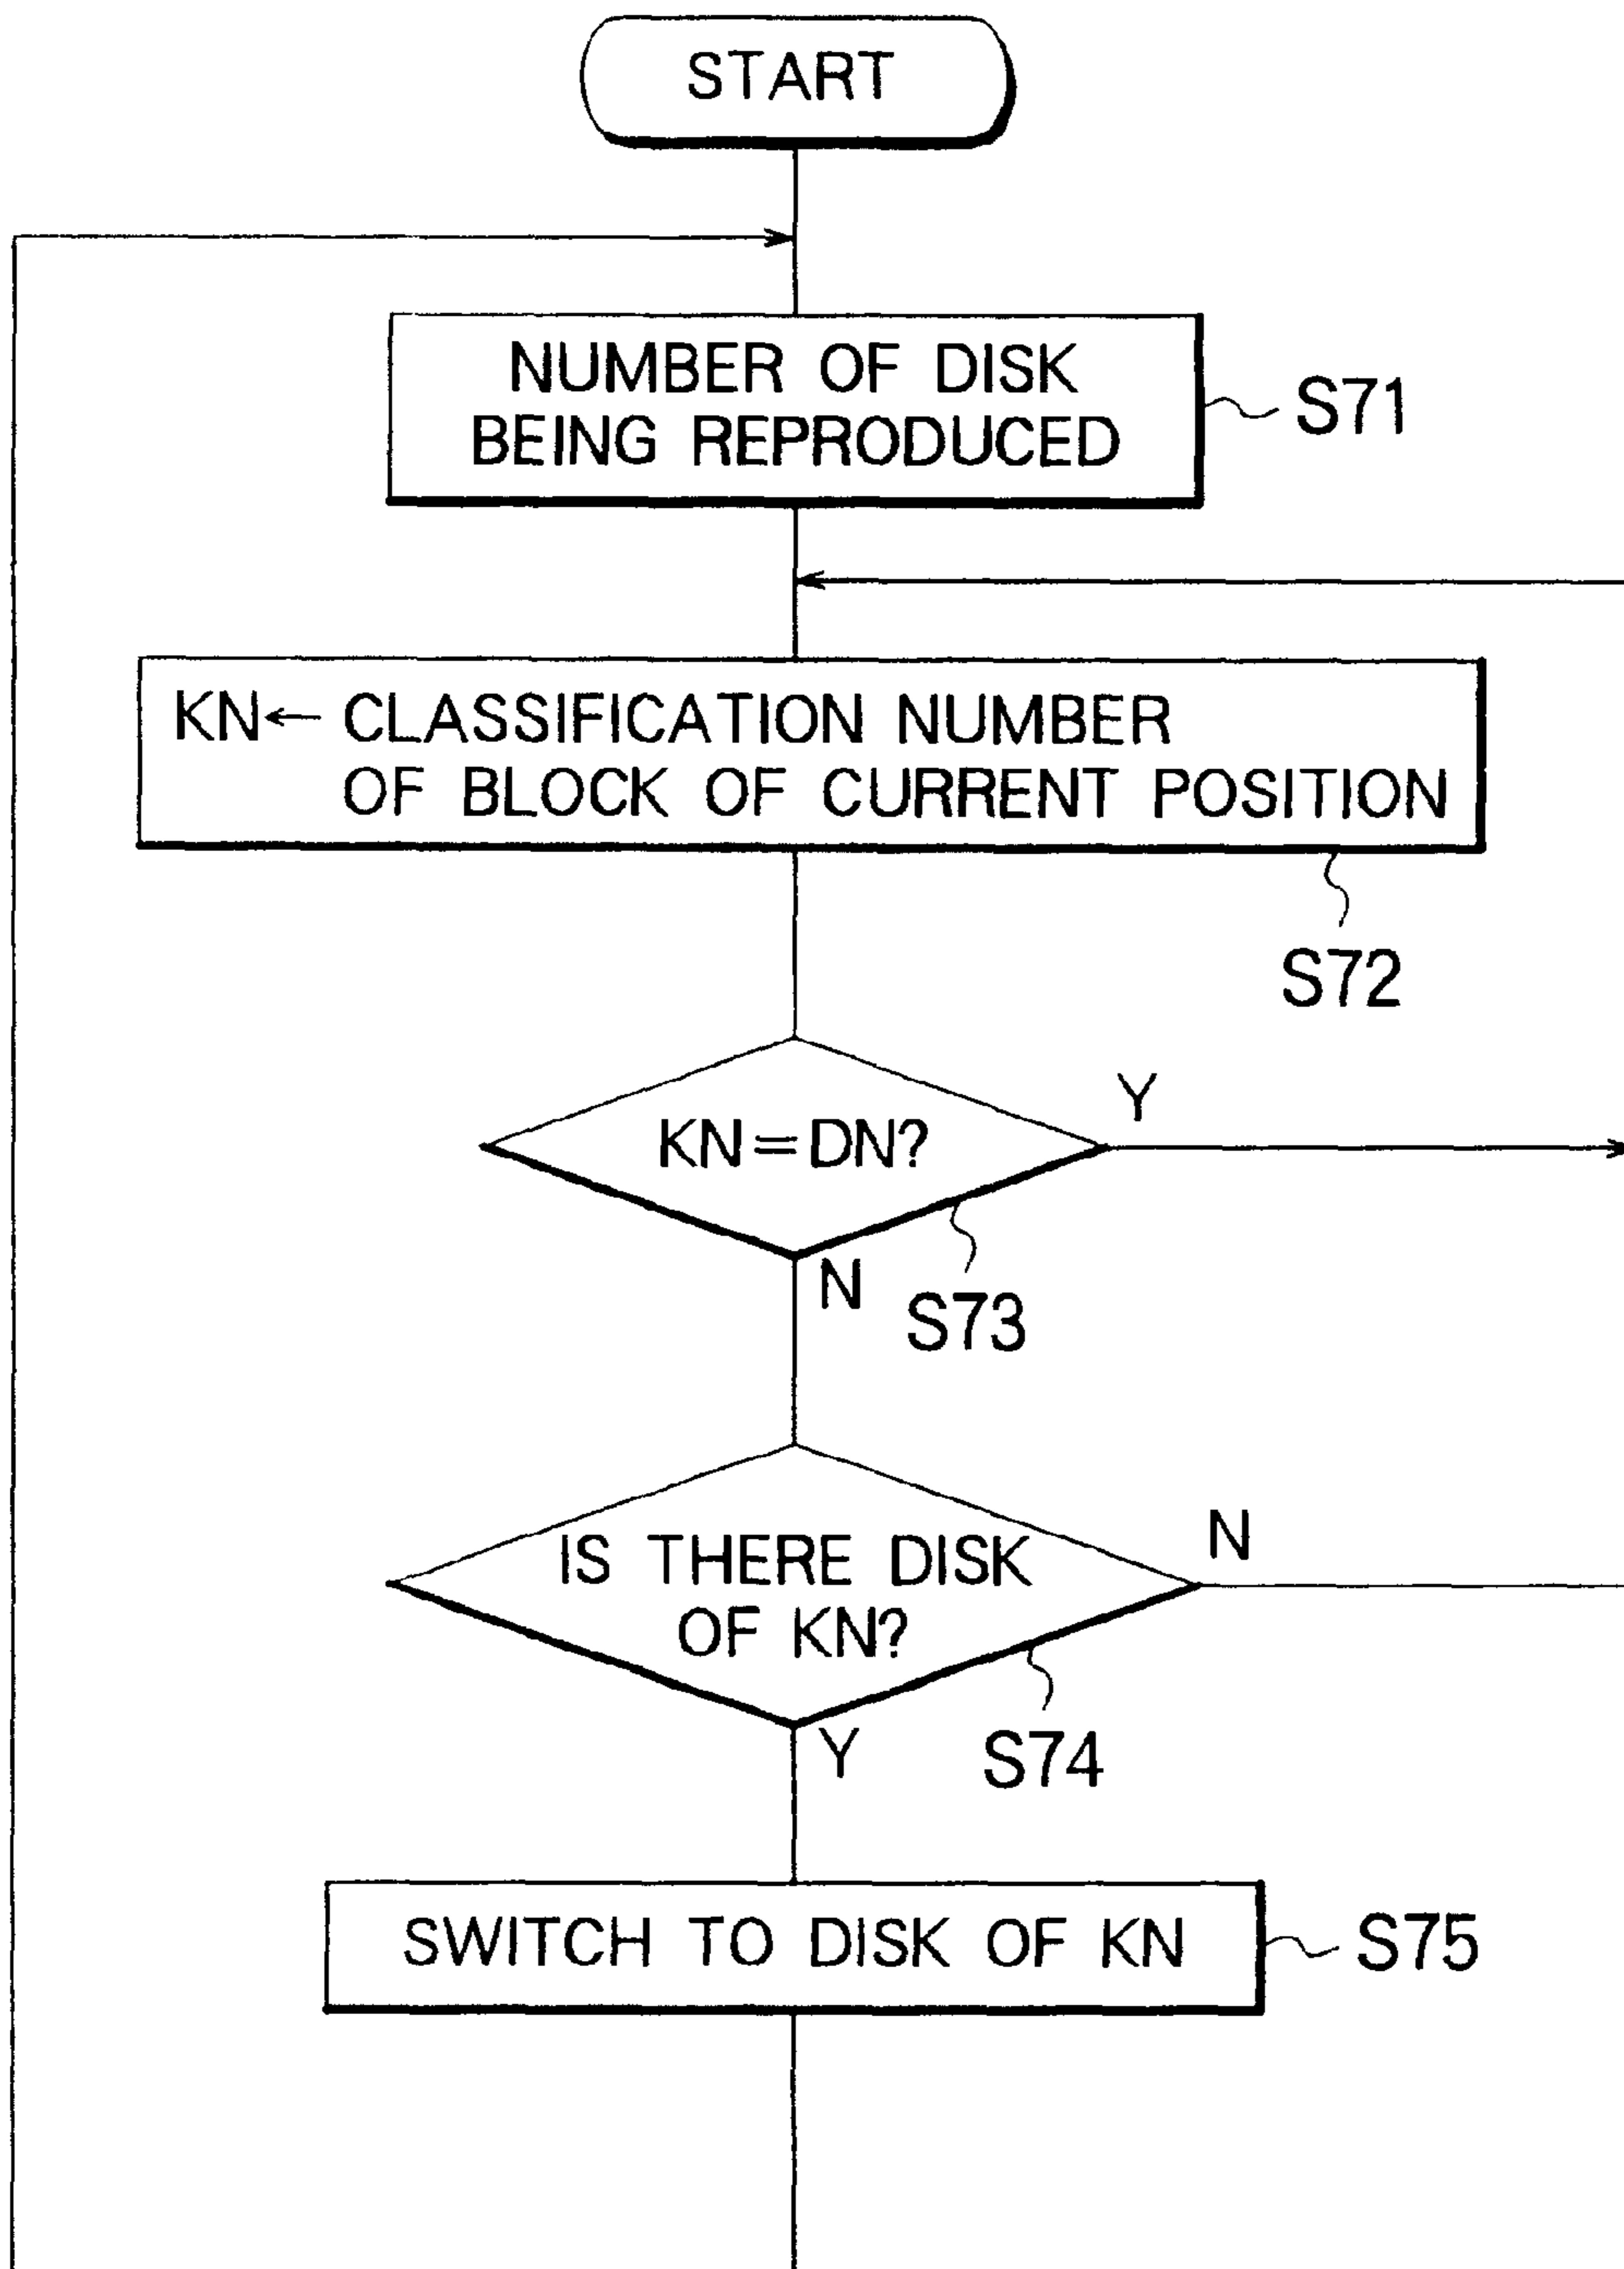 START
NUMBER OF DISK
BEING REPRODUCED
S71
KN← CLASSIFICATION NUMBER
OF BLOCK OF CURRENT POSITION
S72
KN=DN?
Y
N
S73
IS THERE DISK
OF KN?
N
Y
S74
SWITCH TO DISK OF KN
S75